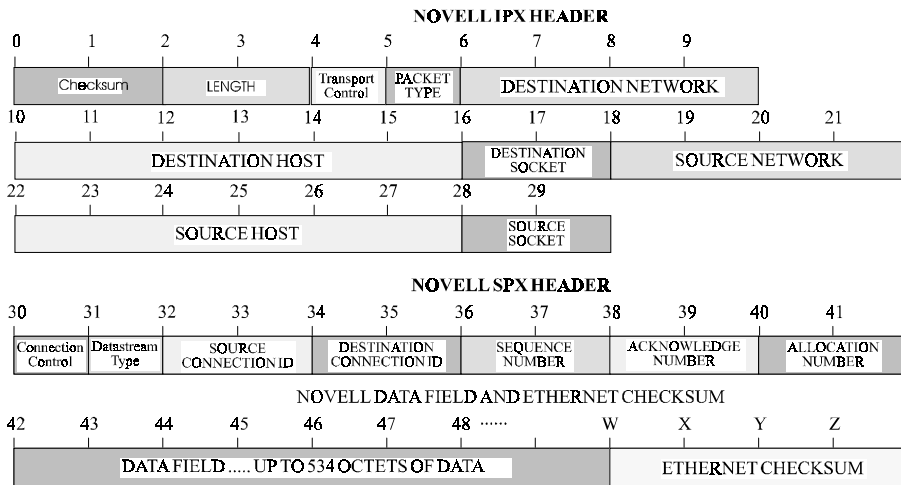 NOVELL IPX HEADER
0 1 2 3 4 5 6 7 8 9
Checksum LENGTH Transport Control PACKET TYPE DESTINATION NETWORK
10 11 12 13 14 15 16 17 18 19 20 21
DESTINATION HOST DESTINATION SOCKET SOURCE NETWORK
22 23 24 25 26 27 28 29
SOURCE HOST SOURCE SOCKET
NOVELL SPX HEADER
30 31 32 33 34 35 36 37 38 39 40 41
Connection Control Datastream Type SOURCE CONNECTION ID DESTINATION CONNECTION ID SEQUENCE NUMBER ACKNOWLEDGE NUMBER ALLOCATION NUMBER
NOVELL DATA FIELD AND ETHERNET CHECKSUM
42 43 44 45 46 47 48 ...... W X Y Z
DATA FIELD ..... UP TO 534 OCTETS OF DATA ETHERNET CHECKSUM